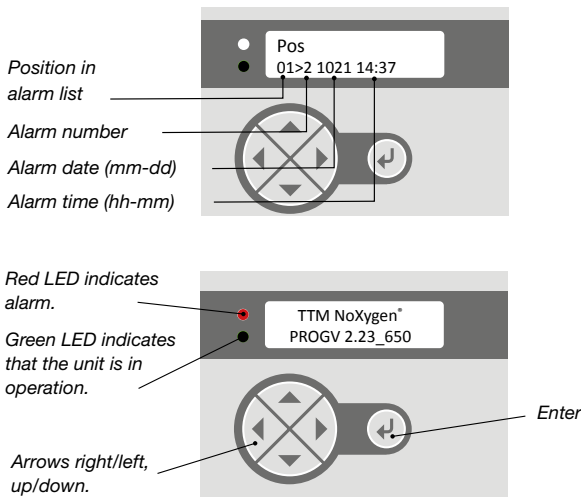 Pos
01>2 1021 14:37
Position in
alarm list
Alarm number
Alarm date (mm-dd)
Alarm time (hh-mm)
Red LED indicates
alarm.
TTM NoXygen®
PROGV 2.23_650
Green LED indicates
that the unit is in
operation.
Enter
Arrows right/left,
up/down.